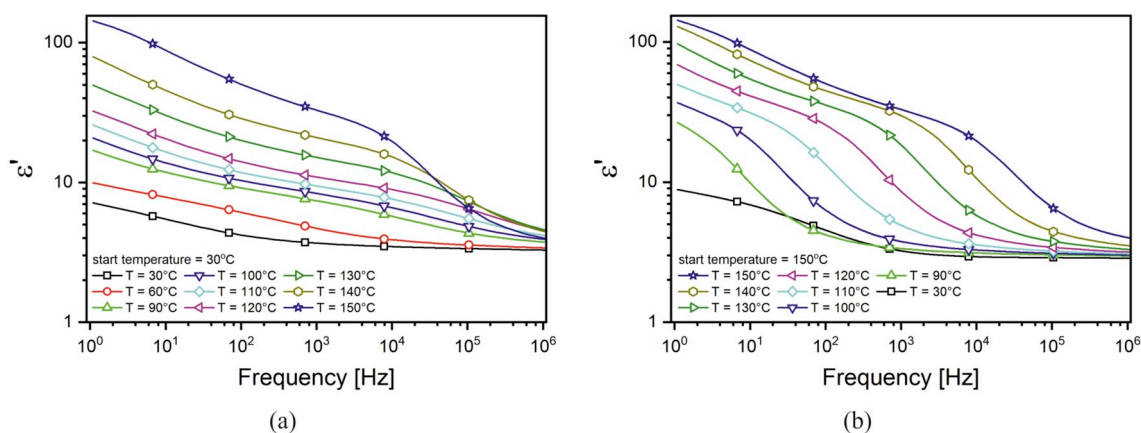 100
10
1
ε'
start temperature = 30°C
T = 30°C T = 100°C T = 130°C
T = 60°C T = 110°C T = 140°C
T = 90°C T = 120°C T = 150°C
10⁰ 10¹ 10² 10³ 10⁴ 10⁵ 10⁶
Frequency [Hz]
(a)
100
10
1
ε'
start temperature = 150°C
T = 150°C T = 120°C T = 90°C
T = 140°C T = 110°C T = 30°C
T = 130°C T = 100°C
10⁰ 10¹ 10² 10³ 10⁴ 10⁵ 10⁶
Frequency [Hz]
(b)